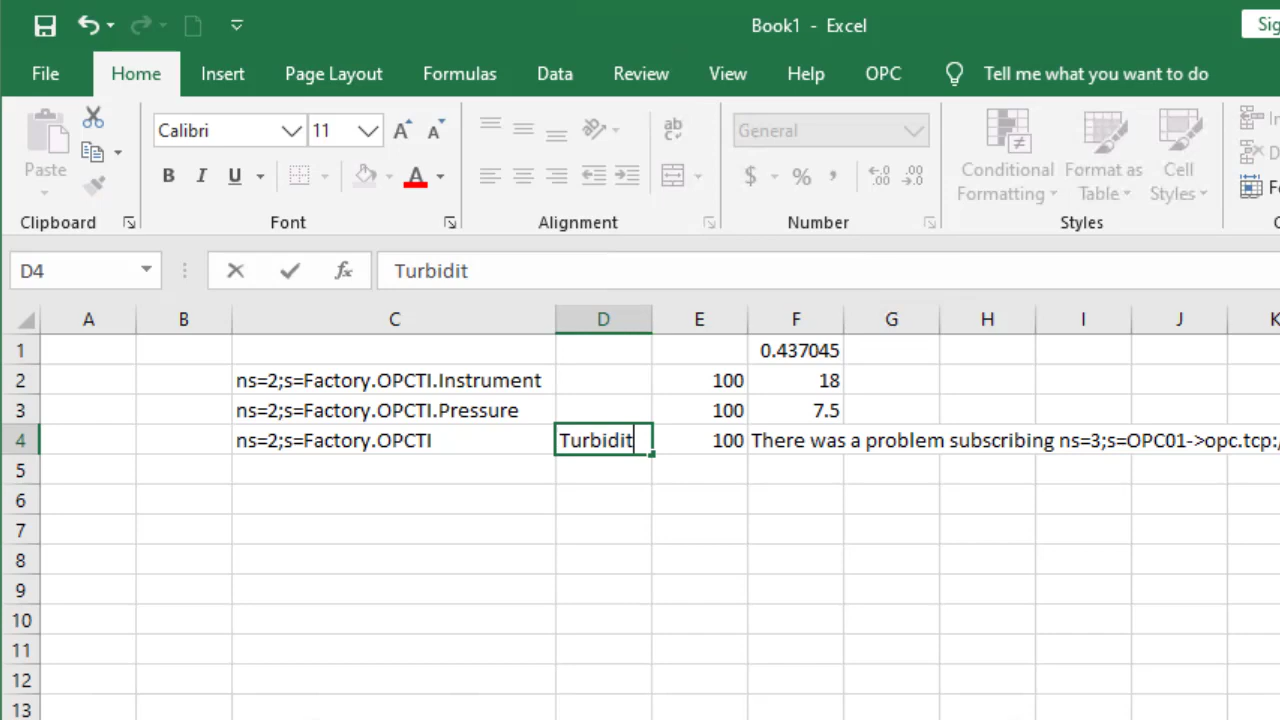 Book1 - Excel
Sig
File Home Insert Page Layout Formulas Data Review View Help OPC Tell me what you want to do
Calibri 11 General
Paste
B I U A $ % , Conditional Formatting Format as Table Cell Styles
Clipboard Font Alignment Number Styles
D4 fx Turbidit
A B C D E F G H I J K
1 0.437045
2 ns=2;s=Factory.OPCTI.Instrument 100 18
3 ns=2;s=Factory.OPCTI.Pressure 100 7.5
4 ns=2;s=Factory.OPCTI Turbidit 100 There was a problem subscribing ns=3;s=OPC01->opc.tcp:/
5
6
7
8
9
10
11
12
13